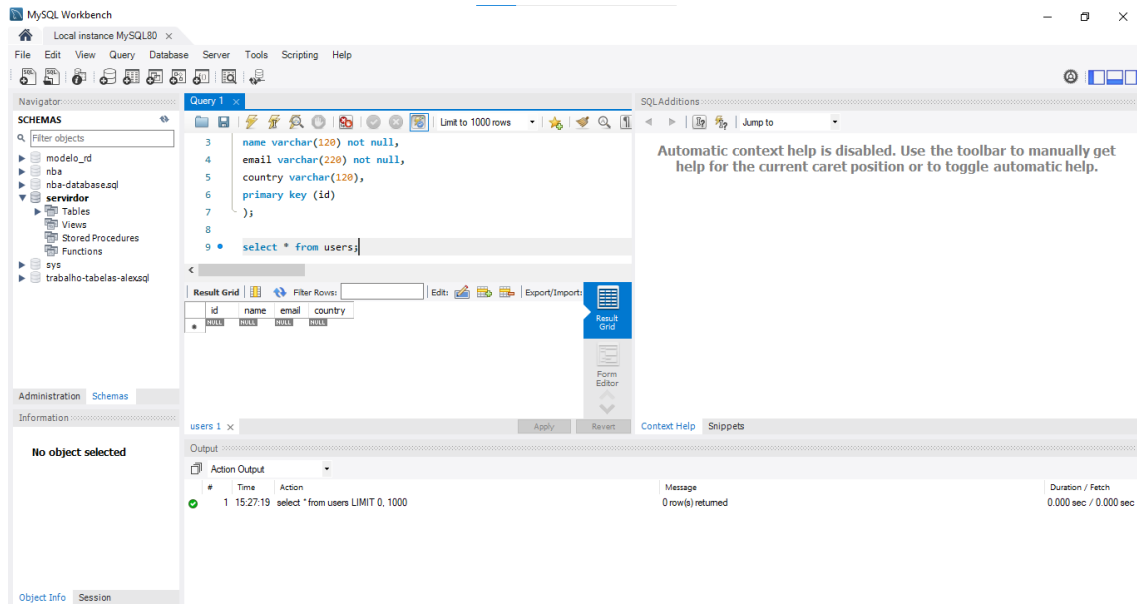 MySQL Workbench
Local instance MySQL80
File Edit View Query Database Server Tools Scripting Help
Navigator
SCHEMAS
Filter objects
modelo_rd
nba
nba-database.sql
servirdor
Tables
Views
Stored Procedures
Functions
sys
trabalho-tabelas-alex.sql
Administration Schemas
Information
No object selected
Object Info Session
Query 1
Limit to 1000 rows
3 name varchar(120) not null,
4 email varchar(220) not null,
5 country varchar(120),
6 primary key (id)
7 );
8
9 select * from users;
Result Grid Filter Rows: Edit: Export/Import:
id name email country
NULL NULL NULL NULL
Result
Grid
Form
Editor
users 1 Apply Revert
SQLAdditions
Jump to
Automatic context help is disabled. Use the toolbar to manually get
help for the current caret position or to toggle automatic help.
Context Help Snippets
Output
Action Output
# Time Action Message Duration / Fetch
1 15:27:19 select * from users LIMIT 0, 1000 0 row(s) returned 0.000 sec / 0.000 sec